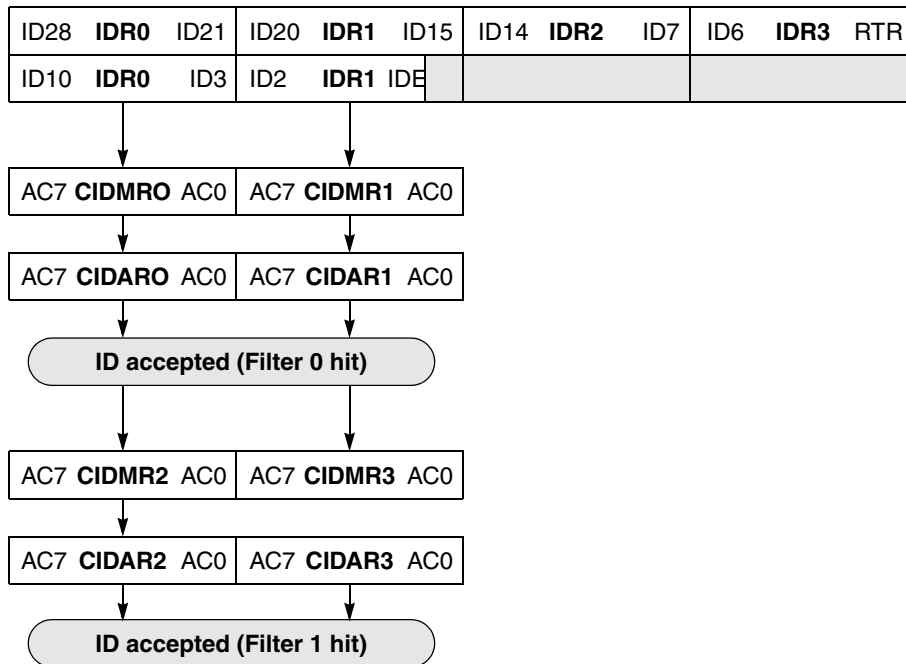 ID28 IDR0 ID21 ID20 IDR1 ID15 ID14 IDR2 ID7 ID6 IDR3 RTR
ID10 IDR0 ID3 ID2 IDR1 IDE
AC7 CIDMRO AC0 AC7 CIDMR1 AC0
AC7 CIDARO AC0 AC7 CIDAR1 AC0
ID accepted (Filter 0 hit)
AC7 CIDMR2 AC0 AC7 CIDMR3 AC0
AC7 CIDAR2 AC0 AC7 CIDAR3 AC0
ID accepted (Filter 1 hit)